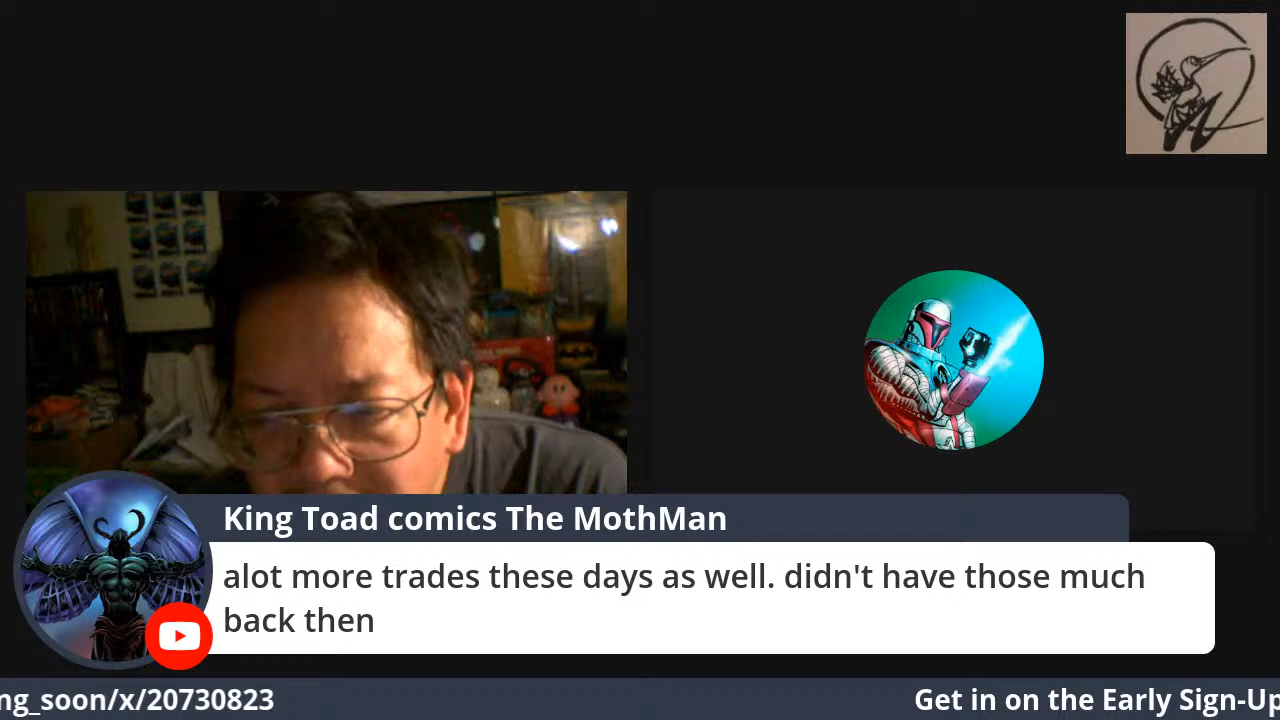 King Toad comics The MothMan
alot more trades these days as well. didn't have those much
back then
ng_soon/x/20730823
Get in on the Early Sign-Up